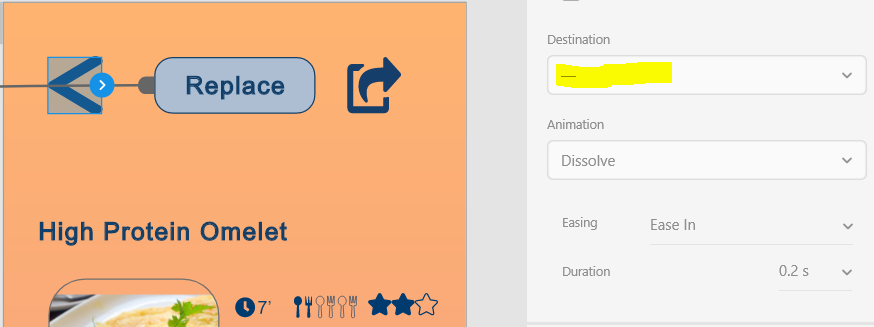 Destination
—
Replace
Animation
Dissolve
Easing
Ease In
High Protein Omelet
Duration
0.2 s
7'